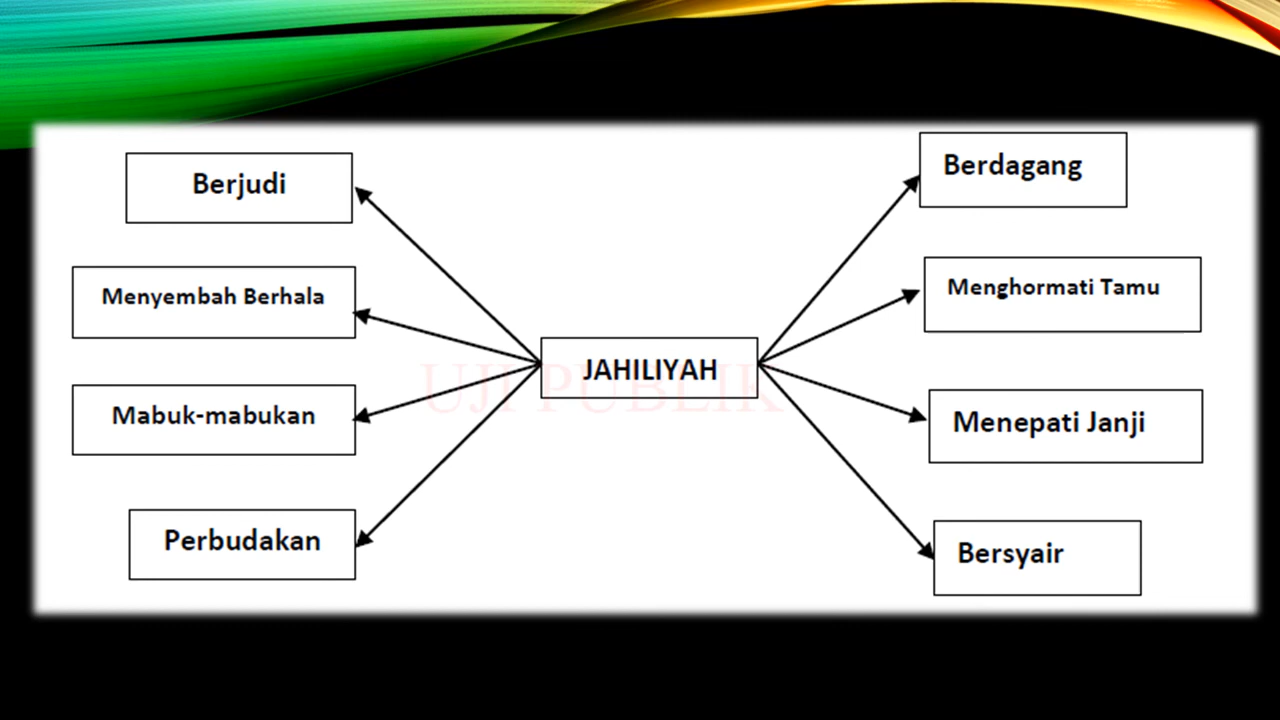 Berjudi
Menyembah Berhala
Mabuk-mabukan
Perbudakan
JAHILIYAH
UJI PUBLIK
Berdagang
Menghormati Tamu
Menepati Janji
Bersyair